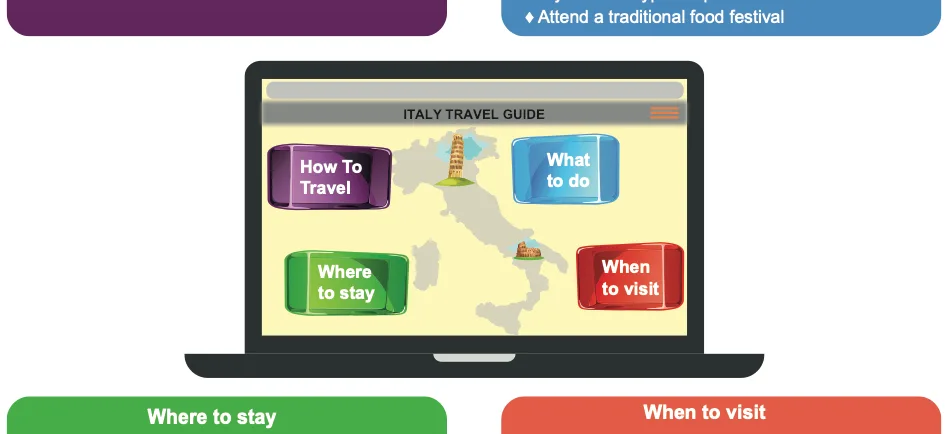 ♦ Attend a traditional food festival
ITALY TRAVEL GUIDE
How To
Travel
What
to do
Where
to stay
When
to visit
Where to stay
When to visit